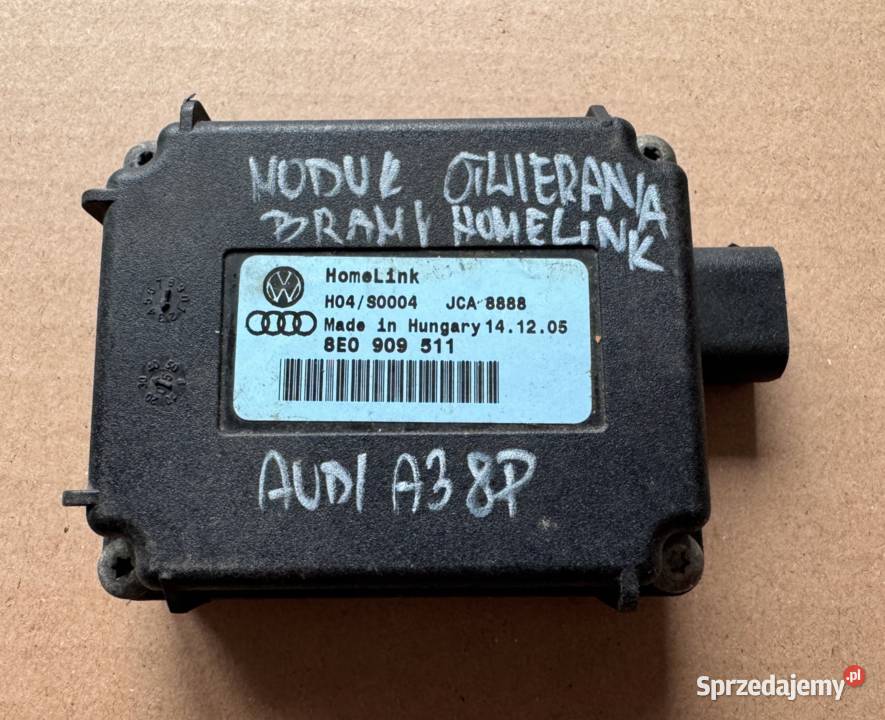 MODUŁ OTWIERANIA
BRAMY HOMELINK
HomeLink
H04/S0004 JCA 8888
Made in Hungary 14.12.05
8E0 909 511
AUDI A3 8P
Sprzedajemy.pl